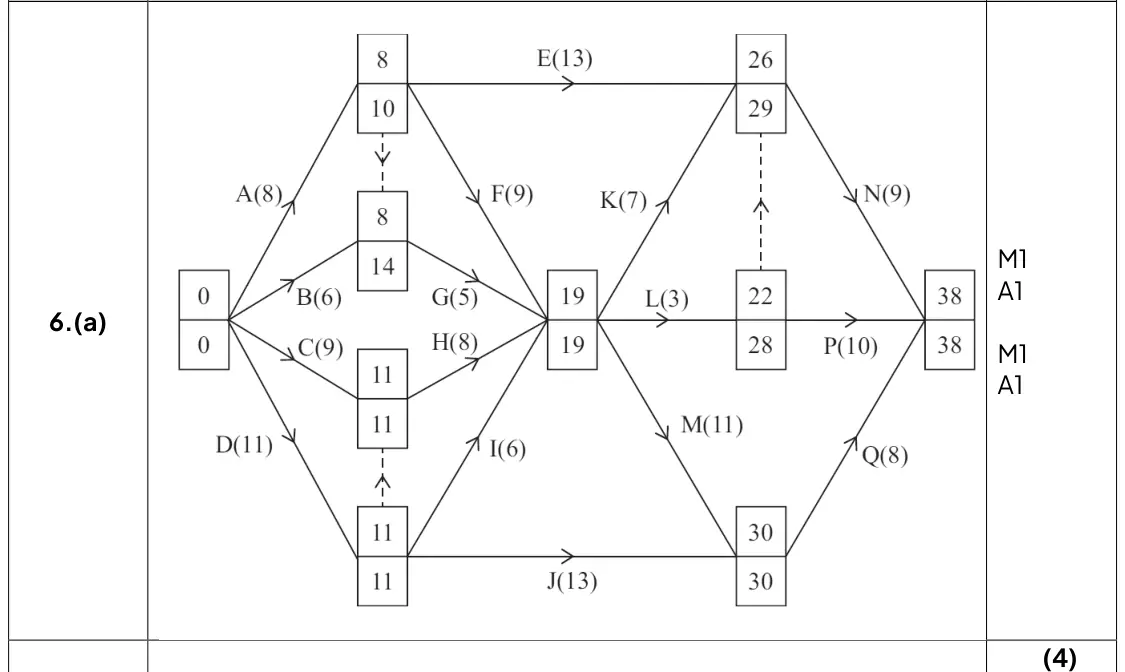 8
E(13)
26
10
29
A(8)
F(9)
K(7)
N(9)
8
14
M1
0
B(6)
G(5)
19
L(3)
22
38
A1
6.(a)
0
C(9)
H(8)
19
28
P(10)
38
M1
11
A1
11
D(11)
I(6)
M(11)
Q(8)
11
30
11
J(13)
30
(4)